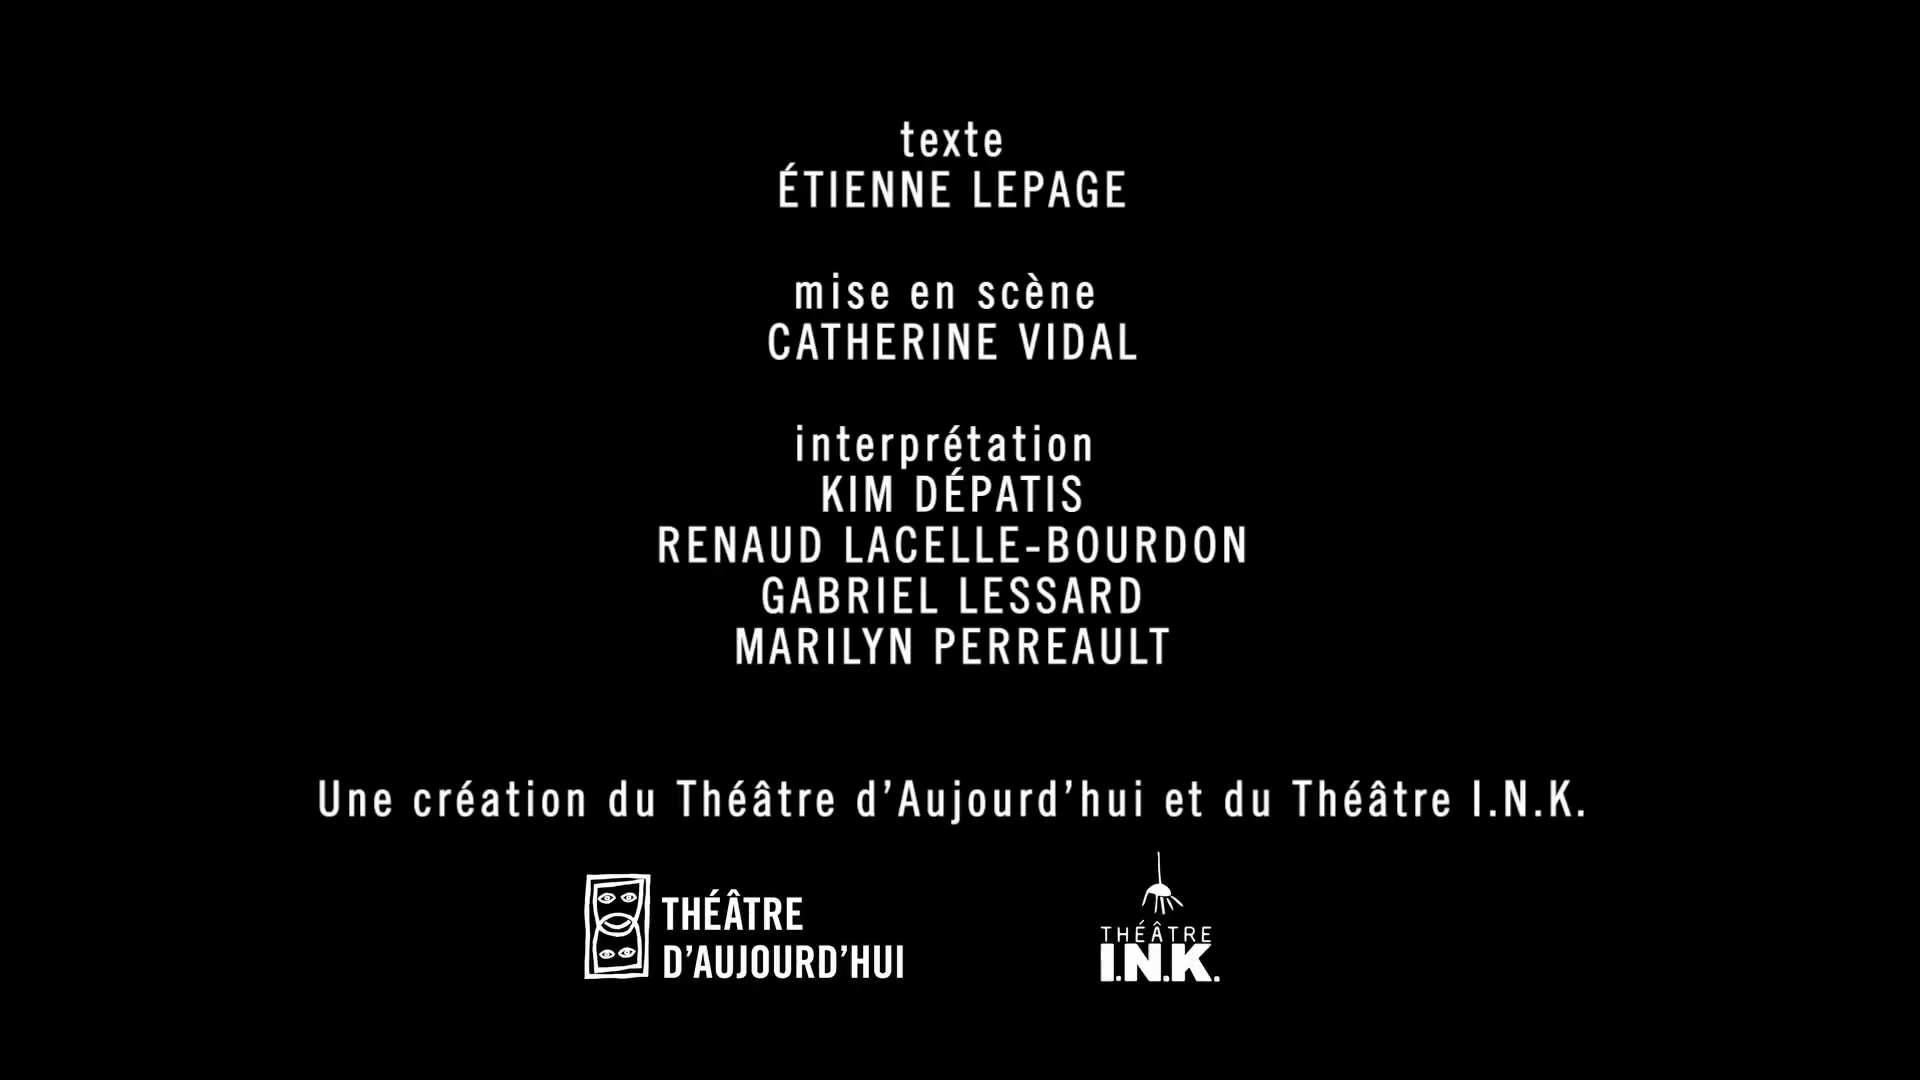 texte
ÉTIENNE LEPAGE
mise en scène
CATHERINE VIDAL
interprétation
KIM DÉPATIS
RENAUD LACELLE-BOURDON
GABRIEL LESSARD
MARILYN PERREAULT
Une création du Théâtre d’Aujourd’hui et du Théâtre I.N.K.
THÉÂTRE
D’AUJOURD’HUI
THÉÂTRE
I.N.K.